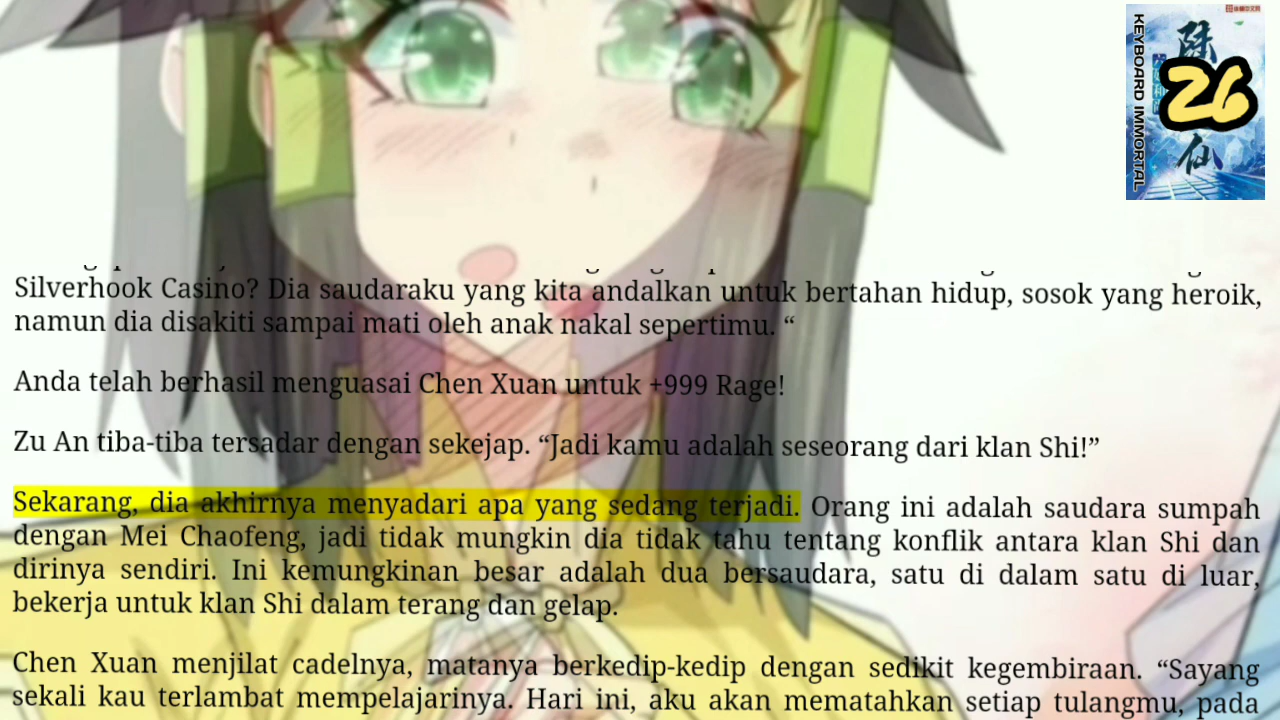 陆
26
仙
KEYBOARD IMMORTAL
Silverhook Casino? Dia saudaraku yang kita andalkan untuk bertahan hidup, sosok yang heroik,
namun dia disakiti sampai mati oleh anak nakal sepertimu. “
Anda telah berhasil menguasai Chen Xuan untuk +999 Rage!
Zu An tiba-tiba tersadar dengan sekejap. “Jadi kamu adalah seseorang dari klan Shi!”
Sekarang, dia akhirnya menyadari apa yang sedang terjadi. Orang ini adalah saudara sumpah
dengan Mei Chaofeng, jadi tidak mungkin dia tidak tahu tentang konflik antara klan Shi dan
dirinya sendiri. Ini kemungkinan besar adalah dua bersaudara, satu di dalam satu di luar,
bekerja untuk klan Shi dalam terang dan gelap.
Chen Xuan menjilat cadelnya, matanya berkedip-kedip dengan sedikit kegembiraan. “Sayang
sekali kau terlambat mempelajarinya. Hari ini, aku akan mematahkan setiap tulangmu, pada